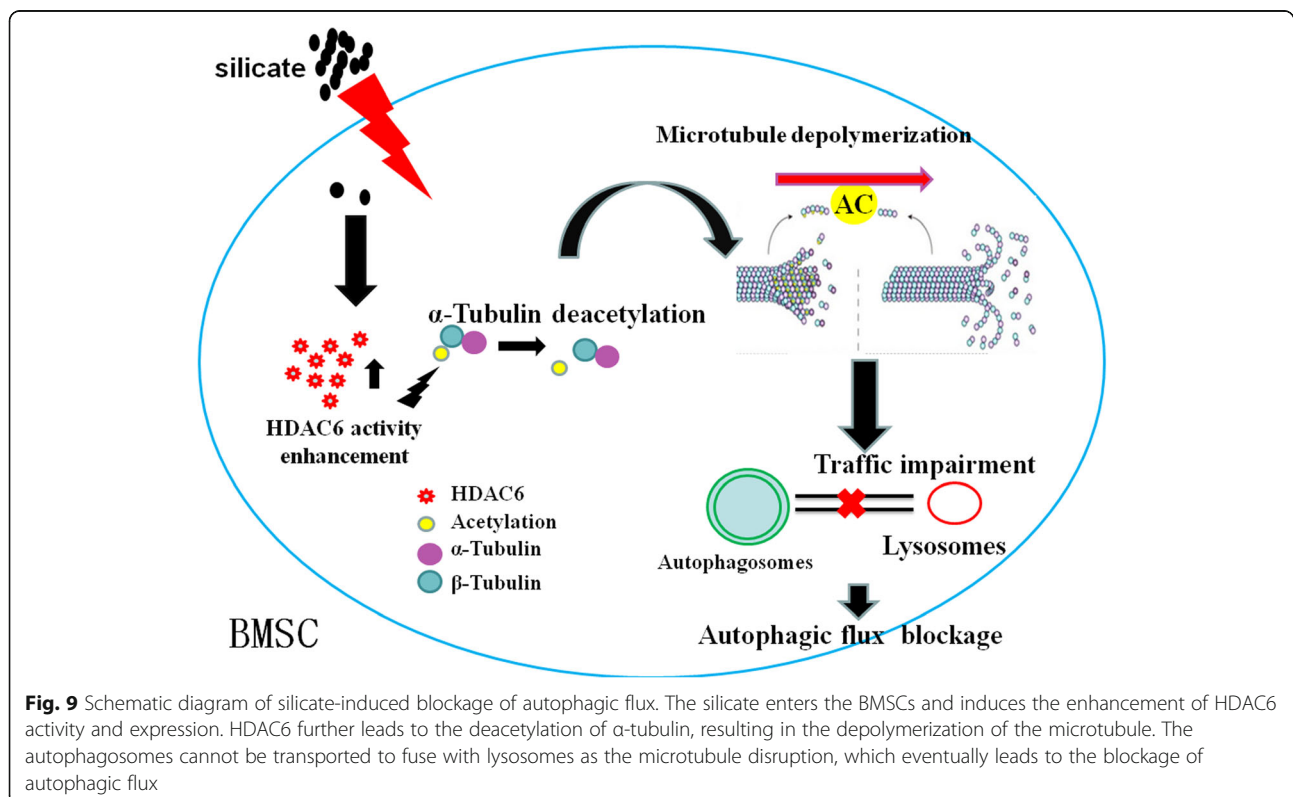 silicate
Microtubule depolymerization
AC
α-Tubulin deacetylation
HDAC6 activity
enhancement
HDAC6
Acetylation
α-Tubulin
β-Tubulin
Traffic impairment
Autophagosomes
Lysosomes
Autophagic flux blockage
BMSC
Fig. 9 Schematic diagram of silicate-induced blockage of autophagic flux. The silicate enters the BMSCs and induces the enhancement of HDAC6
activity and expression. HDAC6 further leads to the deacetylation of α-tubulin, resulting in the depolymerization of the microtubule. The
autophagosomes cannot be transported to fuse with lysosomes as the microtubule disruption, which eventually leads to the blockage of
autophagic flux